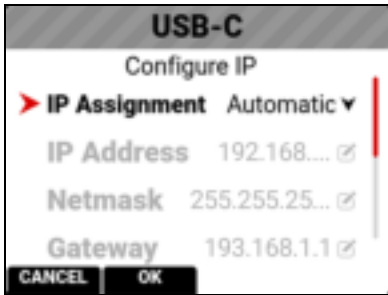 USB-C
Configure IP
IP Assignment Automatic
IP Address 192.168....
Netmask 255.255.25...
Gateway 193.168.1.1
CANCEL OK